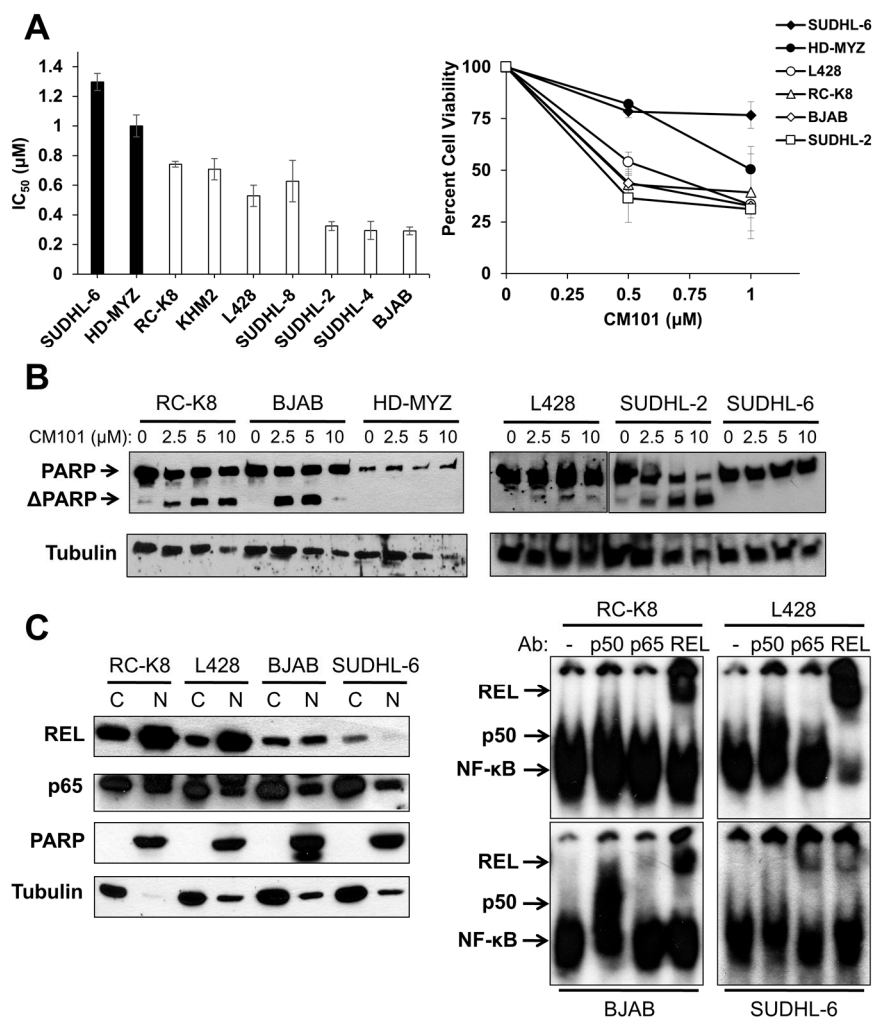 A
IC50 (µM)
1.6
1.4
1.2
1
0.8
0.6
0.4
0.2
0
SUDHL-6
HD-MYZ
RC-K8
KHM2
L428
SUDHL-8
SUDHL-2
SUDHL-4
BJAB
Percent Cell Viability
100
75
50
25
0
0 0.25 0.5 0.75 1
CM101 (µM)
SUDHL-6
HD-MYZ
L428
RC-K8
BJAB
SUDHL-2
B
RC-K8 BJAB HD-MYZ L428 SUDHL-2 SUDHL-6
CM101 (µM): 0 2.5 5 10 0 2.5 5 10 0 2.5 5 10 0 2.5 5 10 0 2.5 5 10 0 2.5 5 10
PARP
ΔPARP
Tubulin
C
RC-K8 L428 BJAB SUDHL-6
C N C N C N C N
REL
p65
PARP
Tubulin
RC-K8 L428
Ab: - p50 p65 REL - p50 p65 REL
REL
p50
NF-κB
REL
p50
NF-κB
BJAB SUDHL-6